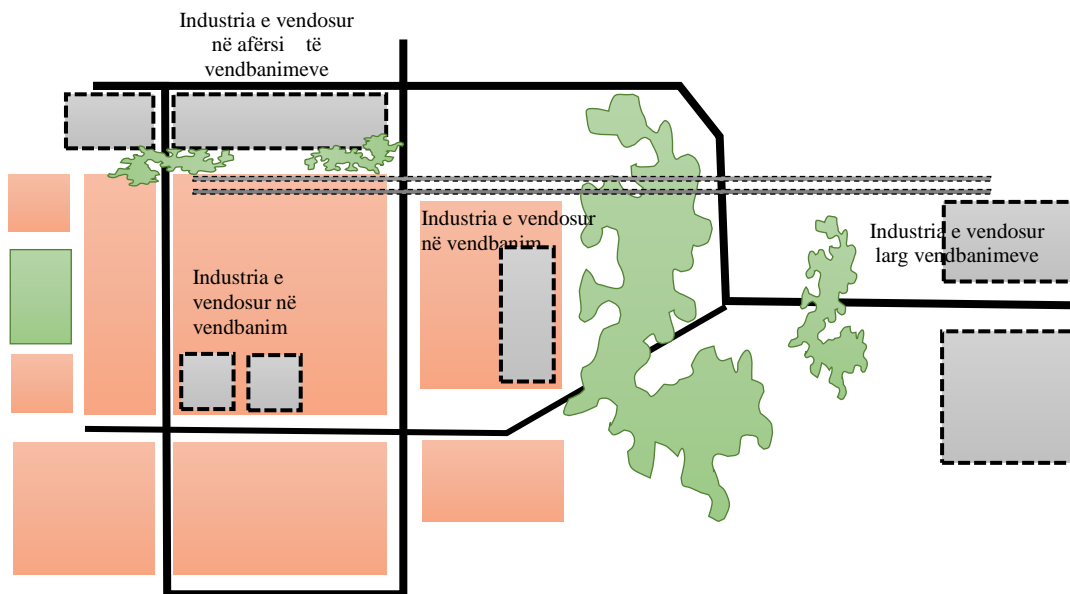 Industria e vendosur
në afërsi të
vendbanimeve
Industria e vendosur
në vendbanim
Industria e vendosur
larg vendbanimeve
Industria e
vendosur në
vendbanim